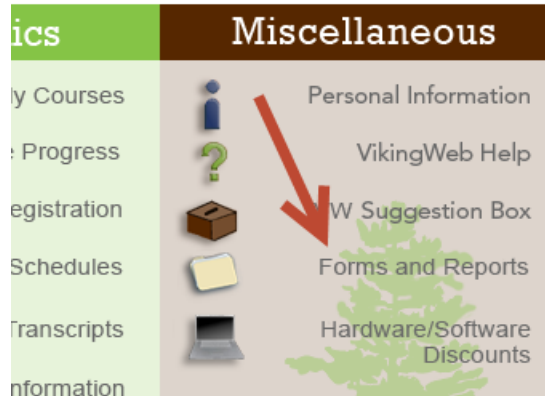 ics
Miscellaneous
y Courses
Personal Information
Progress
VikingWeb Help
egistration
W Suggestion Box
Schedules
Forms and Reports
Transcripts
Hardware/Software
Discounts
nformation